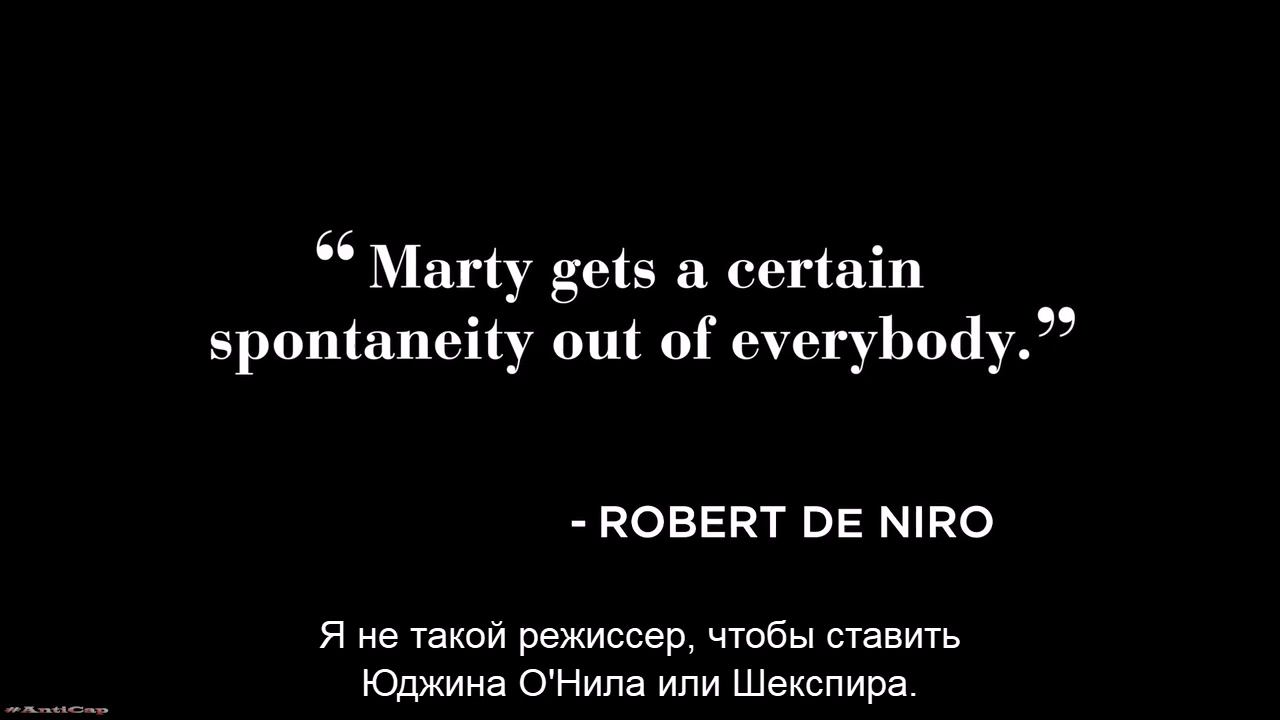 “Marty gets a certain
spontaneity out of everybody.”
- ROBERT DE NIRO
Я не такой режиссер, чтобы ставить
Юджина О'Нила или Шекспира.
#AntiCap